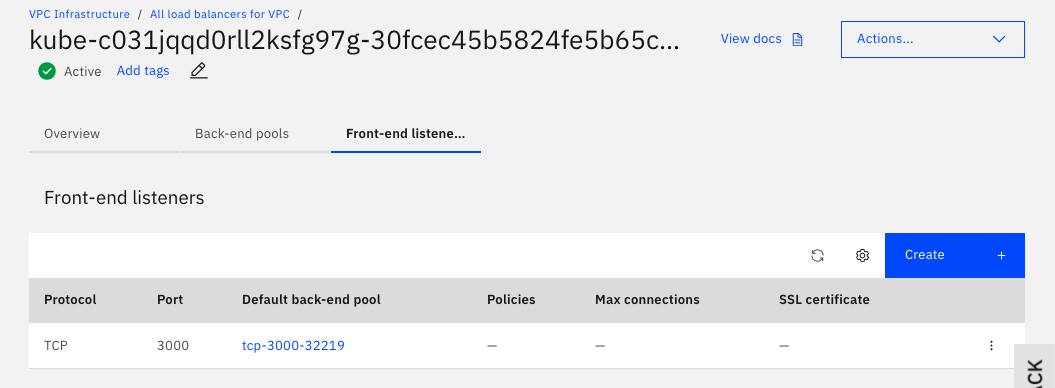 VPC Infrastructure / All load balancers for VPC /
kube-c031jqqd0rll2ksfg97g-30fcec45b5824fe5b65c...
View docs
Actions...
Active Add tags
Overview Back-end pools Front-end listene...
Front-end listeners
Create +
Protocol Port Default back-end pool Policies Max connections SSL certificate
TCP 3000 tcp-3000-32219 — — —